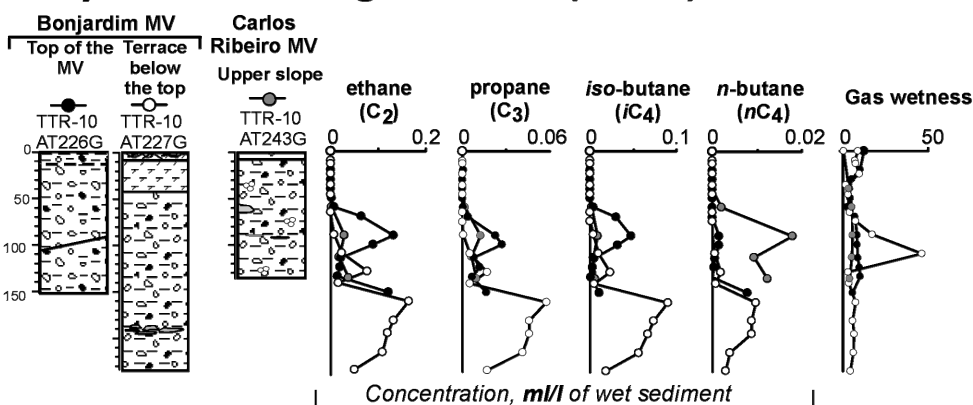 Bonjardim MV
Carlos
Ribeiro MV
Top of the
MV
Terrace
below
the top
Upper slope
TTR-10
AT226G
TTR-10
AT227G
TTR-10
AT243G
ethane
(C2)
propane
(C3)
iso-butane
(iC4)
n-butane
(nC4)
Gas wetness
0 0.2
0 0.06
0 0.1
0 0.02
0 50
0
50
100
150
Concentration, ml/l of wet sediment